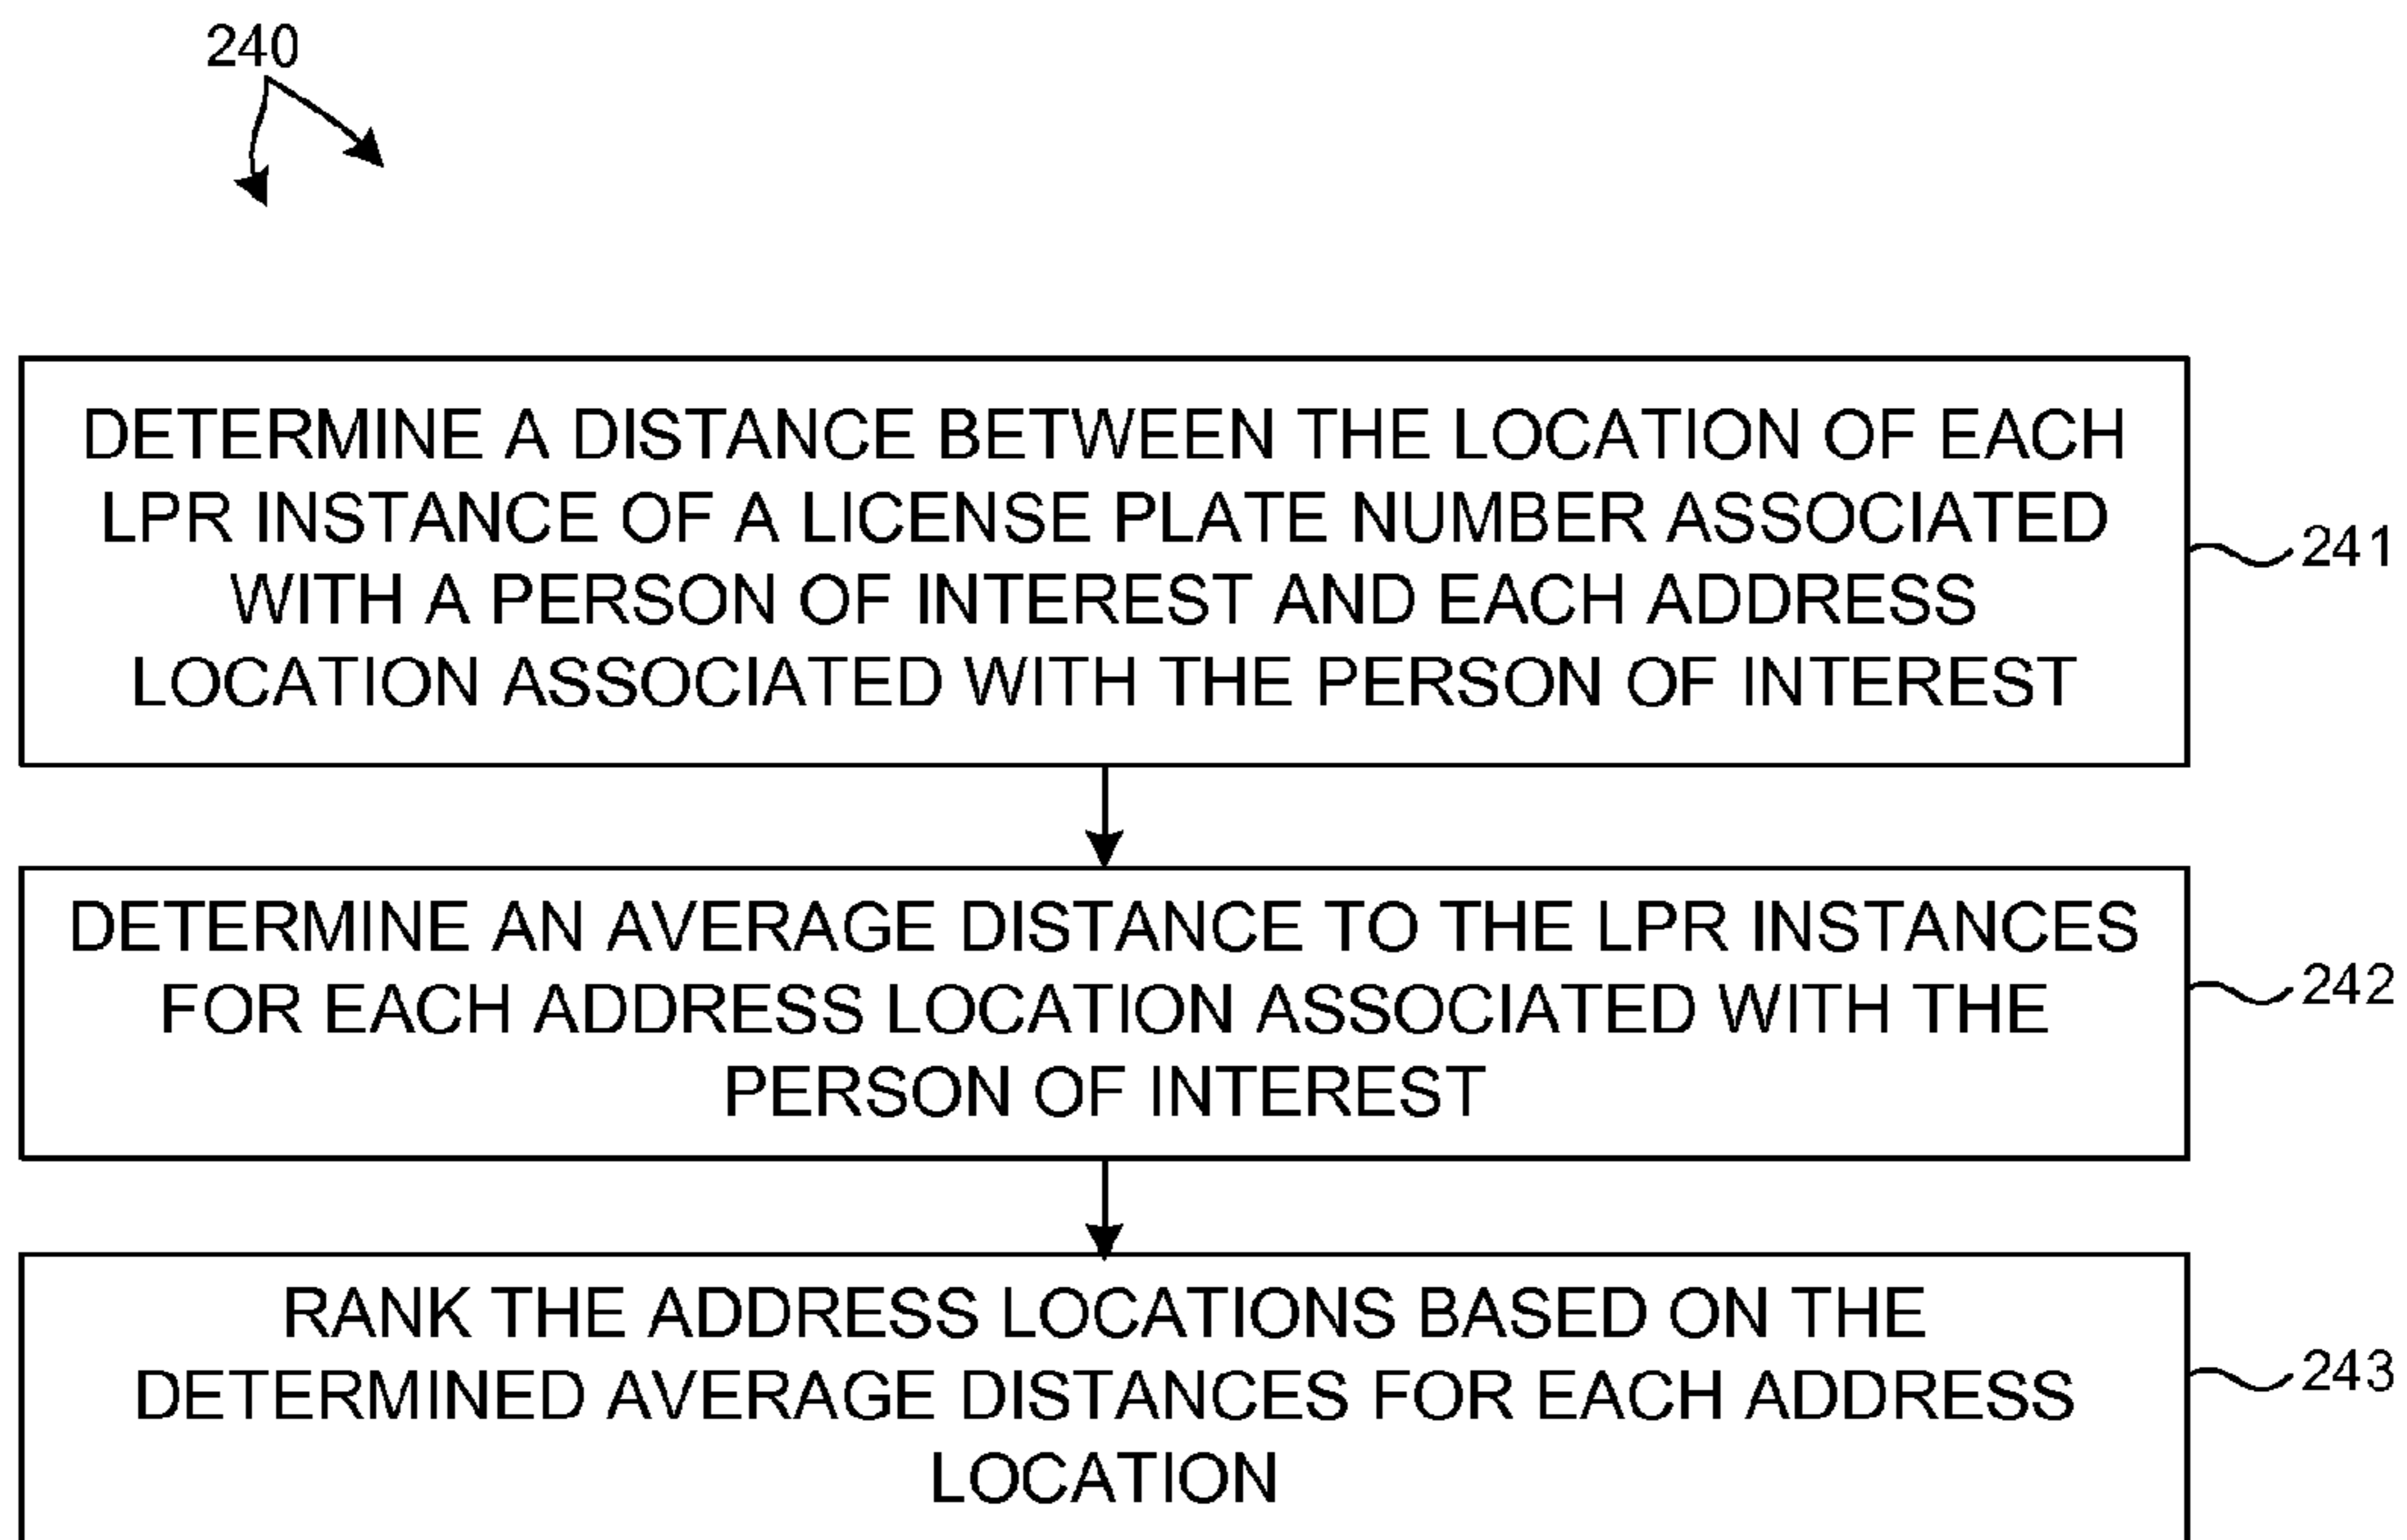 240
DETERMINE A DISTANCE BETWEEN THE LOCATION OF EACH
LPR INSTANCE OF A LICENSE PLATE NUMBER ASSOCIATED
WITH A PERSON OF INTEREST AND EACH ADDRESS
LOCATION ASSOCIATED WITH THE PERSON OF INTEREST
241
DETERMINE AN AVERAGE DISTANCE TO THE LPR INSTANCES
FOR EACH ADDRESS LOCATION ASSOCIATED WITH THE
PERSON OF INTEREST
242
RANK THE ADDRESS LOCATIONS BASED ON THE
DETERMINED AVERAGE DISTANCES FOR EACH ADDRESS
LOCATION
243